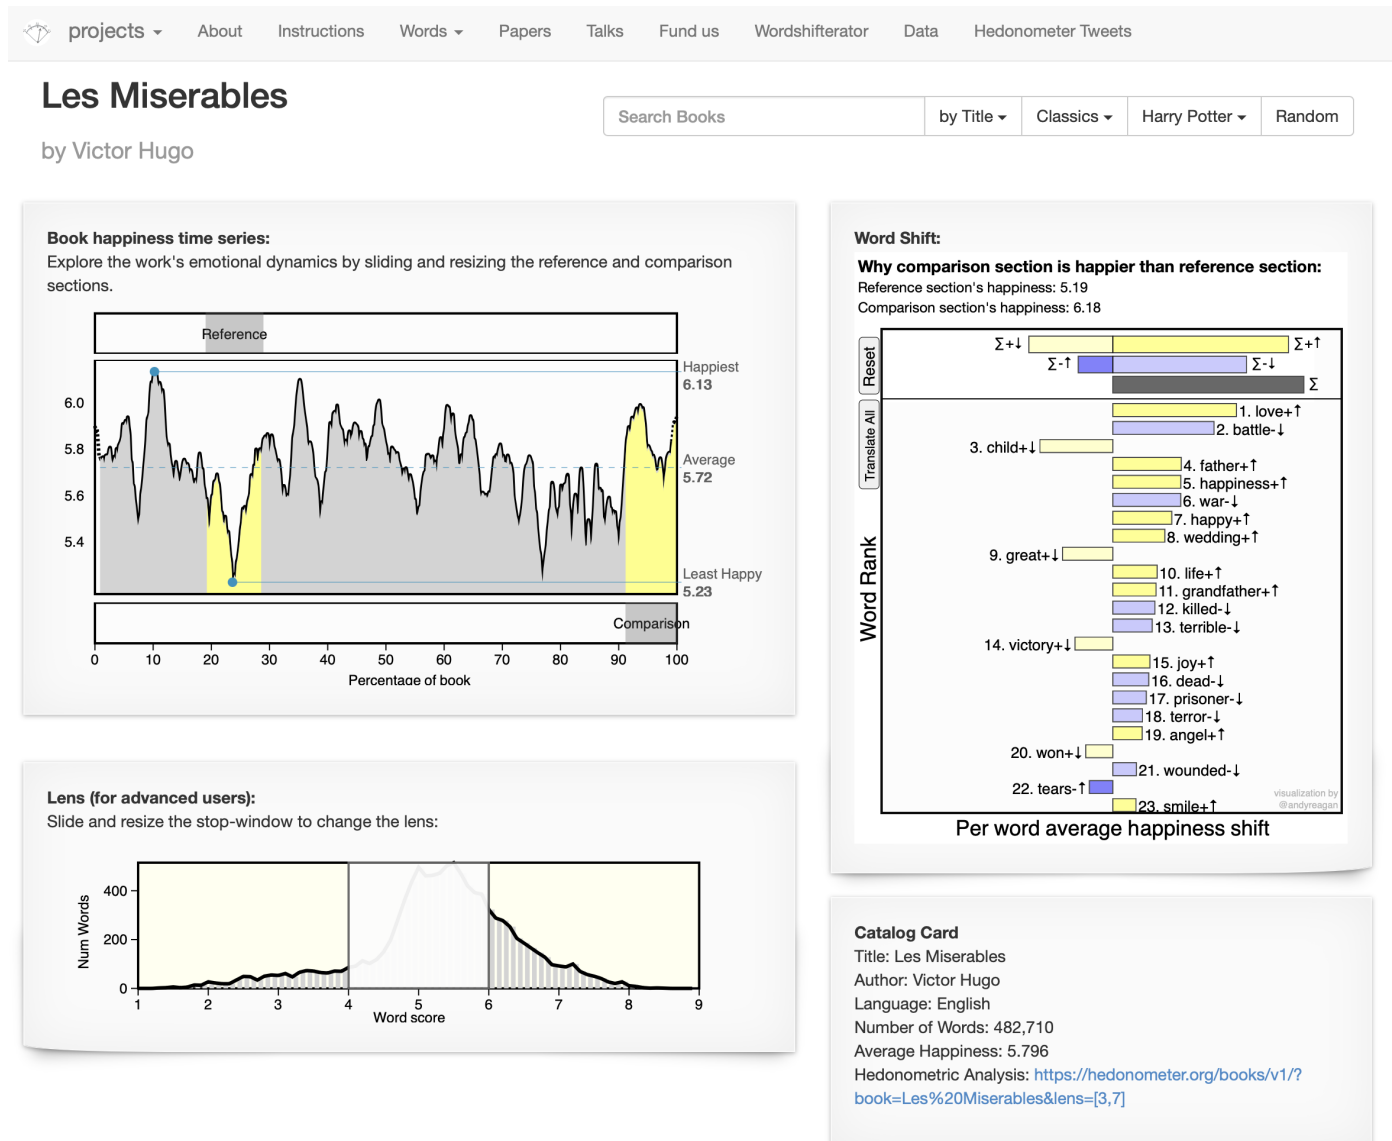 projects About Instructions Words Papers Talks Fund us Wordshifterator Data Hedonometer Tweets
Les Miserables
by Victor Hugo
Search Books by Title Classics Harry Potter Random
Book happiness time series:
Explore the work's emotional dynamics by sliding and resizing the reference and comparison
sections.
Reference
Happiest
6.13
6.0
5.8
Average
5.72
5.6
5.4
Least Happy
5.23
Comparison
0 10 20 30 40 50 60 70 80 90 100
Percentage of book
Lens (for advanced users):
Slide and resize the stop-window to change the lens:
Num Words
400
200
0
1 2 3 4 5 6 7 8 9
Word score
Word Shift:
Why comparison section is happier than reference section:
Reference section's happiness: 5.19
Comparison section's happiness: 6.18
Reset
Translate All
Word Rank
Σ+↓ Σ+↑
Σ-↑ Σ-↓
Σ
1. love+↑
2. battle-↓
3. child+↓
4. father+↑
5. happiness+↑
6. war-↓
7. happy+↑
8. wedding+↑
9. great+↓
10. life+↑
11. grandfather+↑
12. killed-↓
13. terrible-↓
14. victory+↓
15. joy+↑
16. dead-↓
17. prisoner-↓
18. terror-↓
19. angel+↑
20. won+↓
21. wounded-↓
22. tears-↑
23. smile+↑
visualization by
@andyreagan
Per word average happiness shift
Catalog Card
Title: Les Miserables
Author: Victor Hugo
Language: English
Number of Words: 482,710
Average Happiness: 5.796
Hedonometric Analysis: https://hedonometer.org/books/v1/?
book=Les%20Miserables&lens=[3,7]